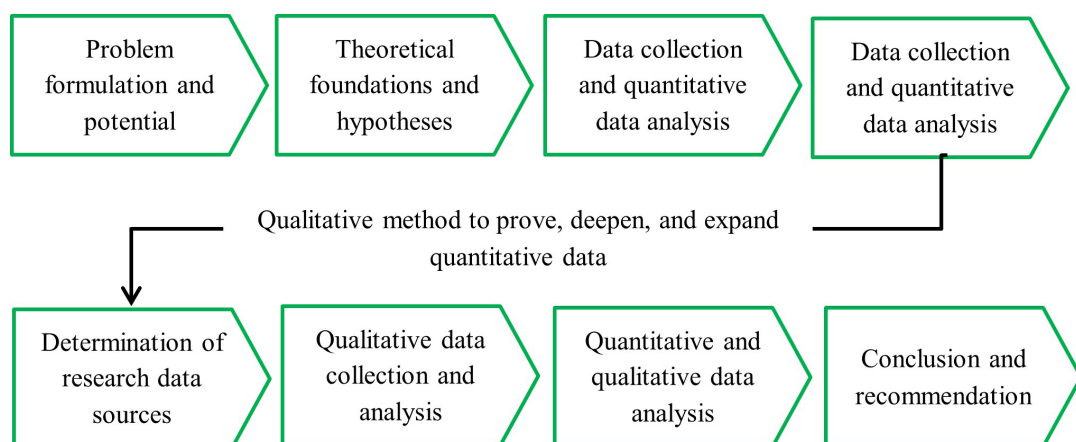 Problem
formulation and
potential
Theoretical
foundations and
hypotheses
Data collection
and quantitative
data analysis
Data collection
and quantitative
data analysis
Qualitative method to prove, deepen, and expand
quantitative data
Determination of
research data
sources
Qualitative data
collection and
analysis
Quantitative and
qualitative data
analysis
Conclusion and
recommendation